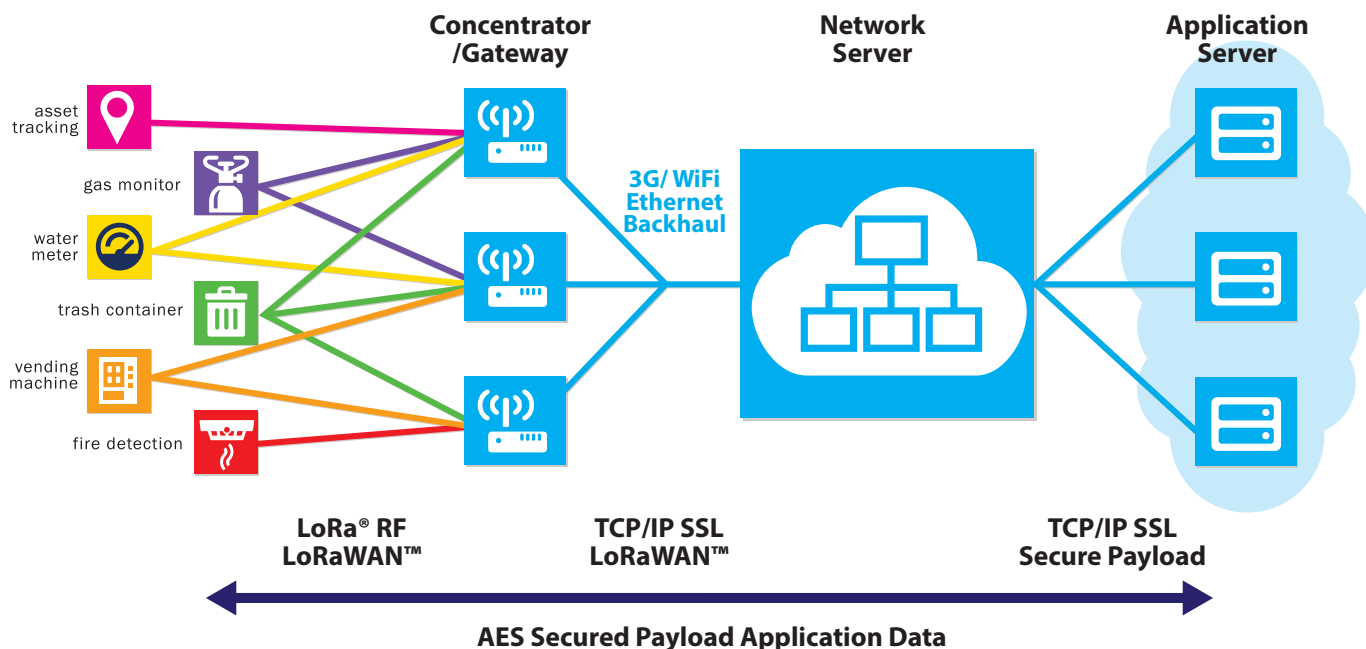 Concentrator
/Gateway
Network
Server
Application
Server
asset
tracking
gas monitor
water
meter
trash container
vending
machine
fire detection
3G/ WiFi
Ethernet
Backhaul
LoRa® RF
LoRaWAN™
TCP/IP SSL
LoRaWAN™
TCP/IP SSL
Secure Payload
AES Secured Payload Application Data